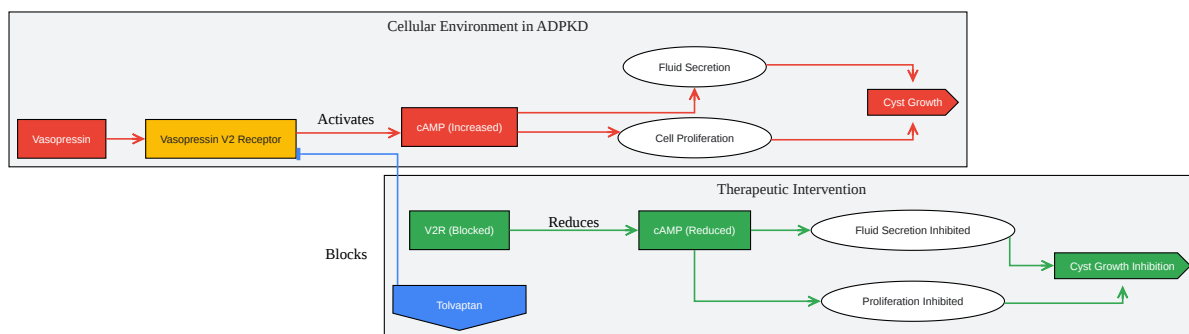 Cellular Environment in ADPKD
Fluid Secretion
Cyst Growth
Activates
cAMP (Increased)
Vasopressin
Vasopressin V2 Receptor
Cell Proliferation
Therapeutic Intervention
V2R (Blocked)
Reduces
cAMP (Reduced)
Fluid Secretion Inhibited
Blocks
Cyst Growth Inhibition
Tolvaptan
Proliferation Inhibited